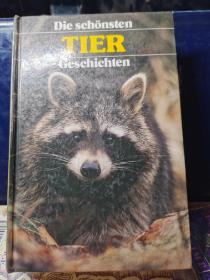 Die schönsten
TIER
Geschichten